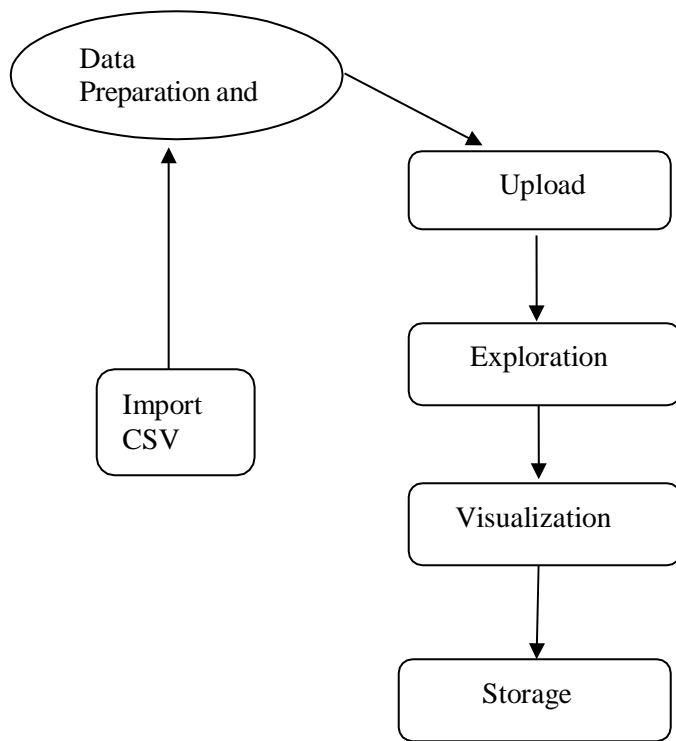 Data
Preparation and
Upload
Exploration
Import
CSV
Visualization
Storage